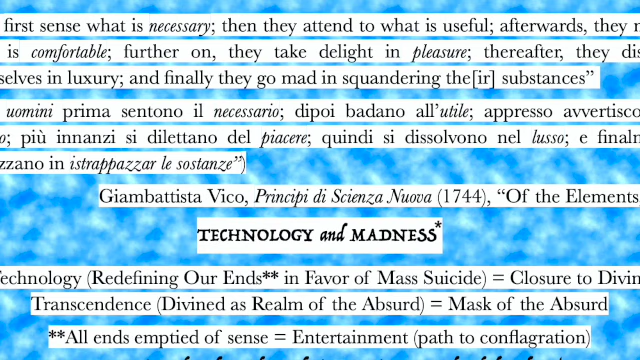 first sense what is necessary; then they attend to what is useful; afterwards, they
is comfortable; further on, they take delight in pleasure; thereafter, they
selves in luxury; and finally they go mad in squandering the[ir] substances”
uomini prima sentono il necessario; dipoi badano all’utile; appresso avvertisco
o; più innanzi si dilettano del piacere; quindi si dissolvono nel lusso; e
zzano in istrappazzar le sostanze”)
Giambattista Vico, Principi di Scienza Nuova (1744), “Of the Elements
TECHNOLOGY and MADNESS*
Technology (Redefining Our Ends** in Favor of Mass Suicide) = Closure to
Transcendence (Divined as Realm of the Absurd) = Mask of the Absurd
**All ends emptied of sense = Entertainment (path to conflagration)